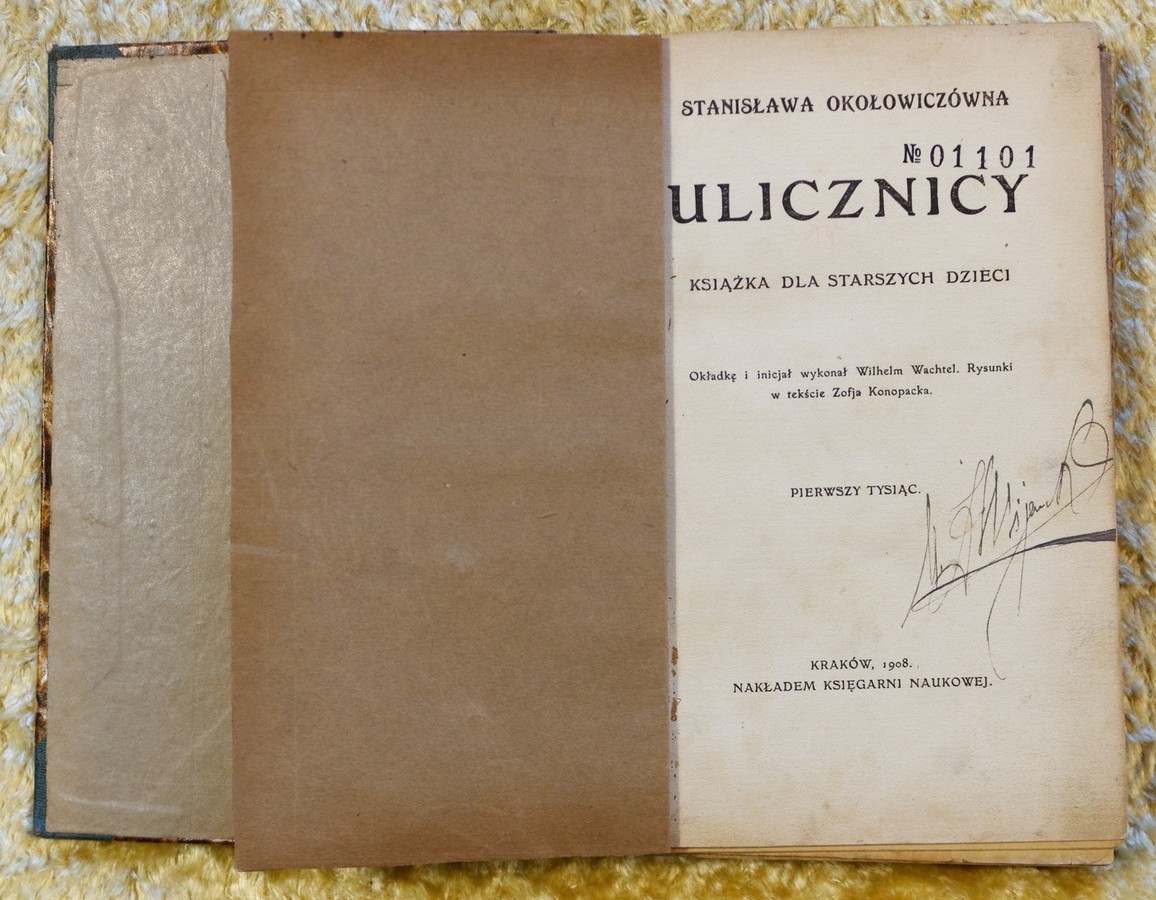 STANISŁAWA OKOŁOWICZÓWNA
№ 01101
ULICZNICY
KSIĄŻKA DLA STARSZYCH DZIECI
Okładkę i inicjał wykonał Wilhelm Wachtel. Rysunki
w tekście Zofja Konopacka.
PIERWSZY TYSIĄC.
KRAKÓW, 1908.
NAKŁADEM KSIĘGARNI NAUKOWEJ.